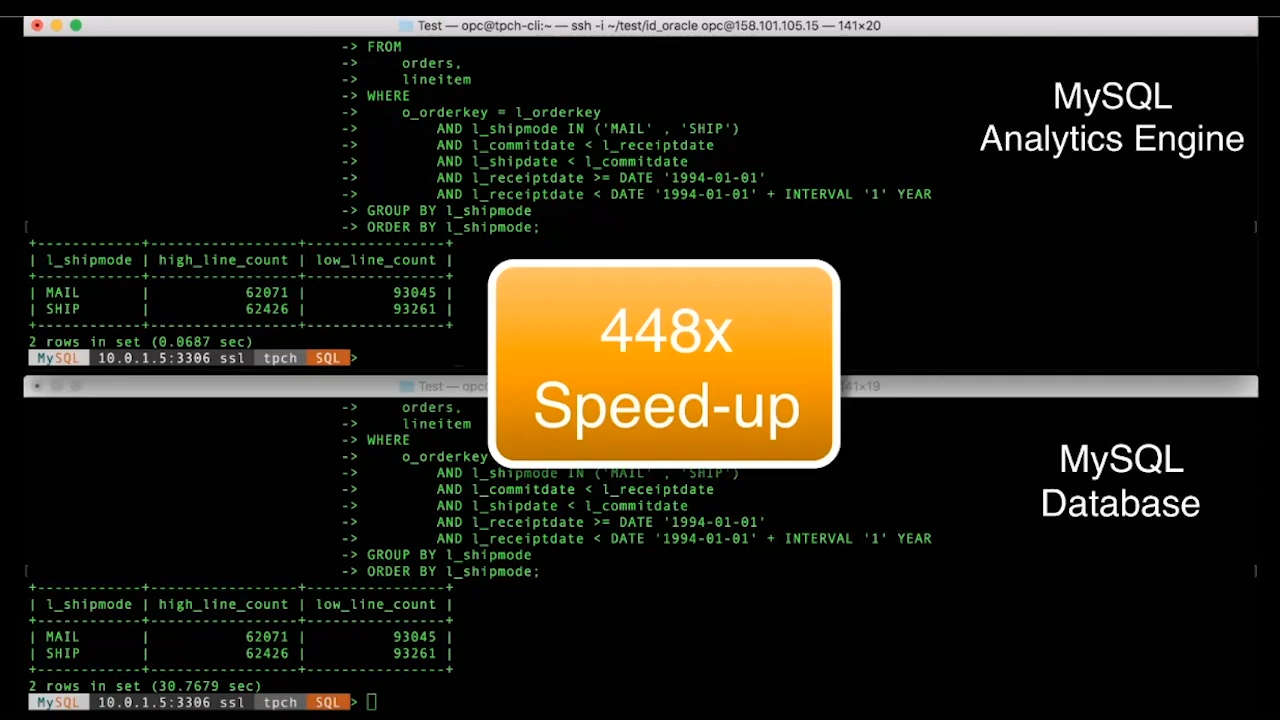 Test — opc@tpch-cli:~ — ssh -i ~/test/id_oracle opc@158.101.105.15 — 141×20
-> FROM
-> orders,
-> lineitem
-> WHERE
-> o_orderkey = l_orderkey
-> AND l_shipmode IN ('MAIL' , 'SHIP')
-> AND l_commitdate < l_receiptdate
-> AND l_shipdate < l_commitdate
-> AND l_receiptdate >= DATE '1994-01-01'
-> AND l_receiptdate < DATE '1994-01-01' + INTERVAL '1' YEAR
-> GROUP BY l_shipmode
[ -> ORDER BY l_shipmode; ]
MySQL
Analytics Engine
+------------+-----------------+----------------+
| l_shipmode | high_line_count | low_line_count |
+------------+-----------------+----------------+
| MAIL | 62071 | 93045 |
| SHIP | 62426 | 93261 |
+------------+-----------------+----------------+
2 rows in set (0.0687 sec)
MySQL 10.0.1.5:3306 ssl tpch SQL >
448x
Speed-up
Test — opc 141×19
-> orders,
-> lineitem
-> WHERE
-> o_orderkey
-> AND l_shipmode IN ('MAIL' , 'SHIP')
-> AND l_commitdate < l_receiptdate
-> AND l_shipdate < l_commitdate
-> AND l_receiptdate >= DATE '1994-01-01'
-> AND l_receiptdate < DATE '1994-01-01' + INTERVAL '1' YEAR
-> GROUP BY l_shipmode
[ -> ORDER BY l_shipmode; ]
MySQL
Database
+------------+-----------------+----------------+
| l_shipmode | high_line_count | low_line_count |
+------------+-----------------+----------------+
| MAIL | 62071 | 93045 |
| SHIP | 62426 | 93261 |
+------------+-----------------+----------------+
2 rows in set (30.7679 sec)
MySQL 10.0.1.5:3306 ssl tpch SQL >